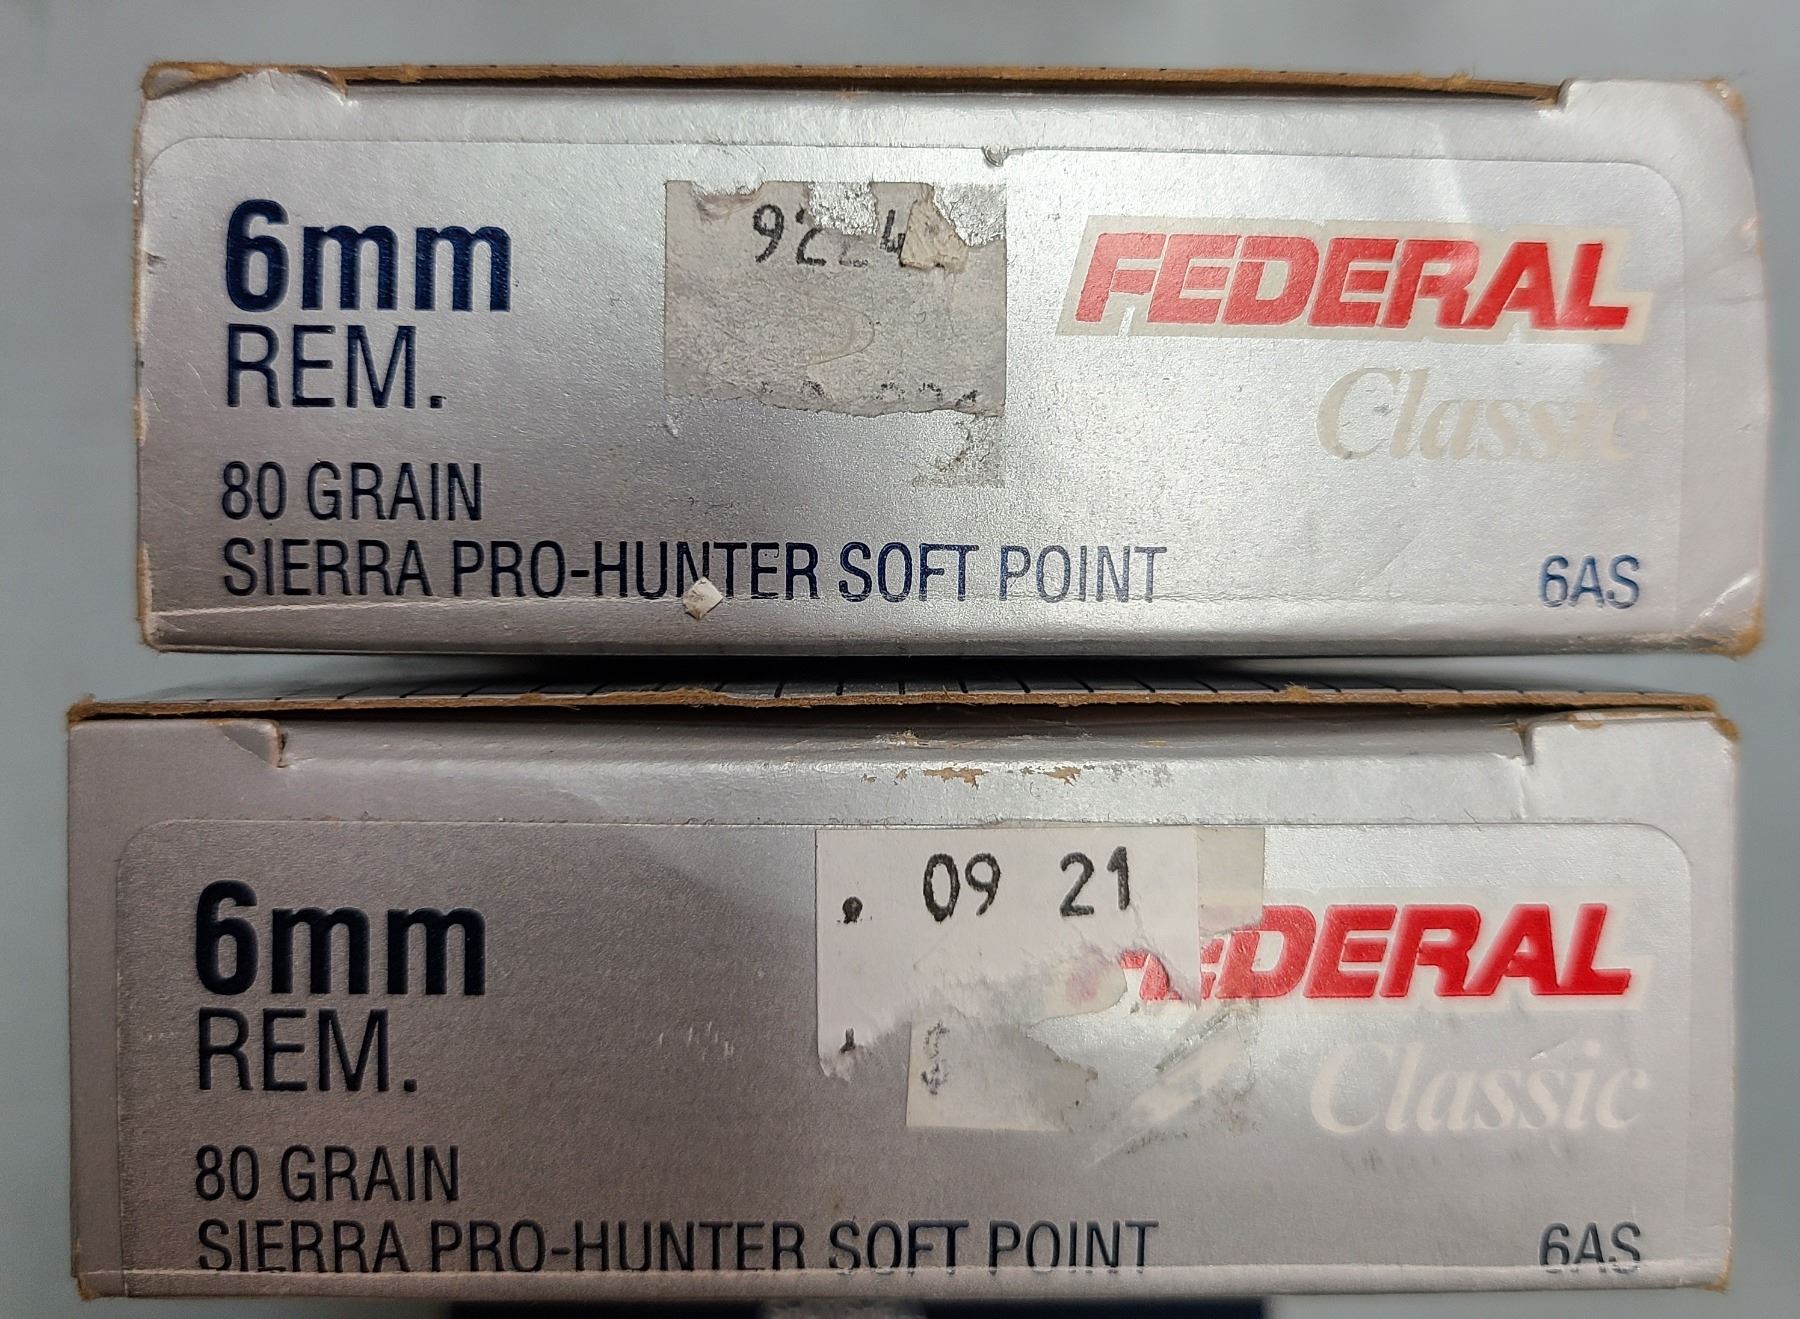 6mm
REM.
FEDERAL
Classic
80 GRAIN
SIERRA PRO-HUNTER SOFT POINT
6AS
. 09 21
6mm
REM.
FEDERAL
Classic
80 GRAIN
SIERRA PRO-HUNTER SOFT POINT
6AS